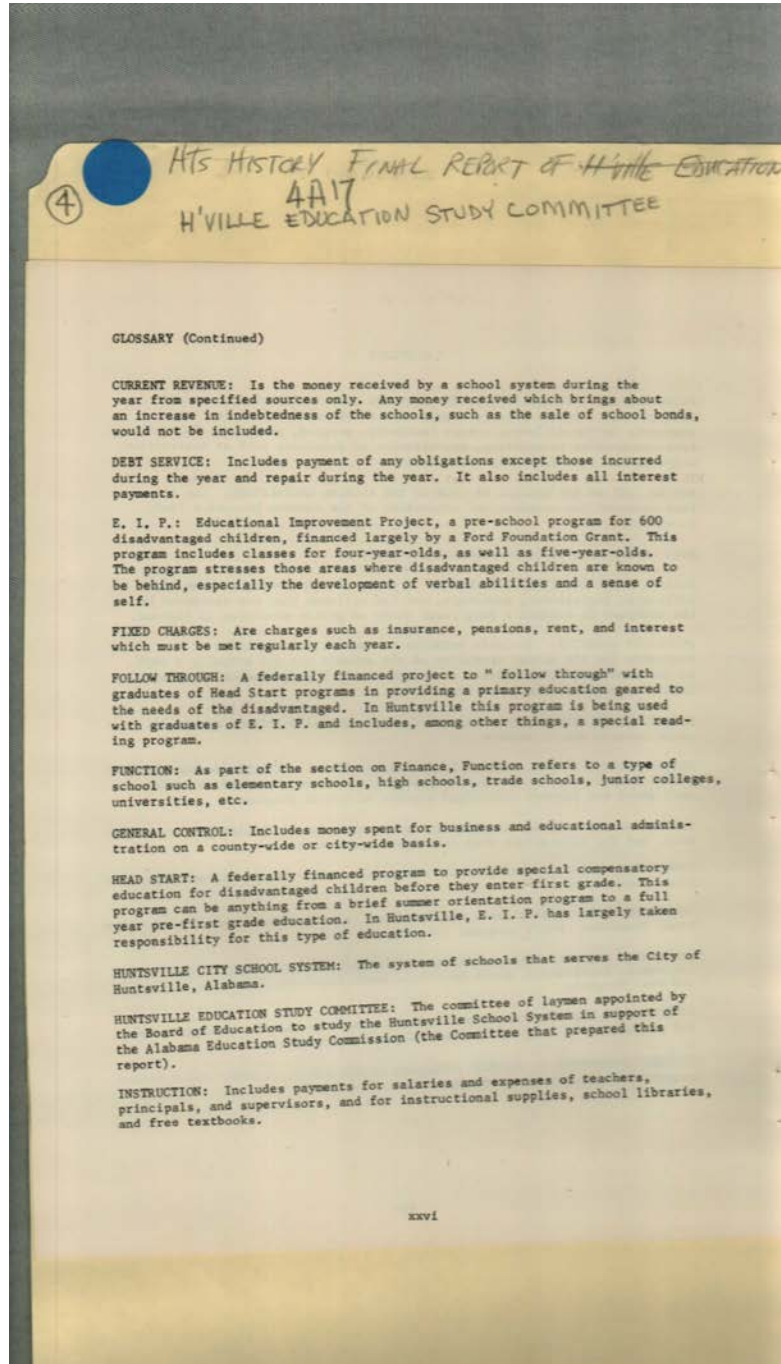 HTS HISTORY FINAL REPORT OF H'VILLE EDUCATION
4A17
4
H'VILLE EDUCATION STUDY COMMITTEE
GLOSSARY (Continued)
CURRENT REVENUE: Is the money received by a school system during the
year from specified sources only. Any money received which brings about
an increase in indebtedness of the schools, such as the sale of school bonds,
would not be included.
DEBT SERVICE: Includes payment of any obligations except those incurred
during the year and repair during the year. It also includes all interest
payments.
E. I. P.: Educational Improvement Project, a pre-school program for 600
disadvantaged children, financed largely by a Ford Foundation Grant. This
program includes classes for four-year-olds, as well as five-year-olds.
The program stresses those areas where disadvantaged children are known to
be behind, especially the development of verbal abilities and a sense of
self.
FIXED CHARGES: Are charges such as insurance, pensions, rent, and interest
which must be met regularly each year.
FOLLOW THROUGH: A federally financed project to " follow through" with
graduates of Head Start programs in providing a primary education geared to
the needs of the disadvantaged. In Huntsville this program is being used
with graduates of E. I. P. and includes, among other things, a special read-
ing program.
FUNCTION: As part of the section on Finance, Function refers to a type of
school such as elementary schools, high schools, trade schools, junior colleges,
universities, etc.
GENERAL CONTROL: Includes money spent for business and educational adminis-
tration on a county-wide or city-wide basis.
HEAD START: A federally financed program to provide special compensatory
education for disadvantaged children before they enter first grade. This
program can be anything from a brief summer orientation program to a full
year pre-first grade education. In Huntsville, E. I. P. has largely taken
responsibility for this type of education.
HUNTSVILLE CITY SCHOOL SYSTEM: The system of schools that serves the City of
Huntsville, Alabama.
HUNTSVILLE EDUCATION STUDY COMMITTEE: The committee of laymen appointed by
the Board of Education to study the Huntsville School System in support of
the Alabama Education Study Commission (the Committee that prepared this
report).
INSTRUCTION: Includes payments for salaries and expenses of teachers,
principals, and supervisors, and for instructional supplies, school libraries,
and free textbooks.
xxvi